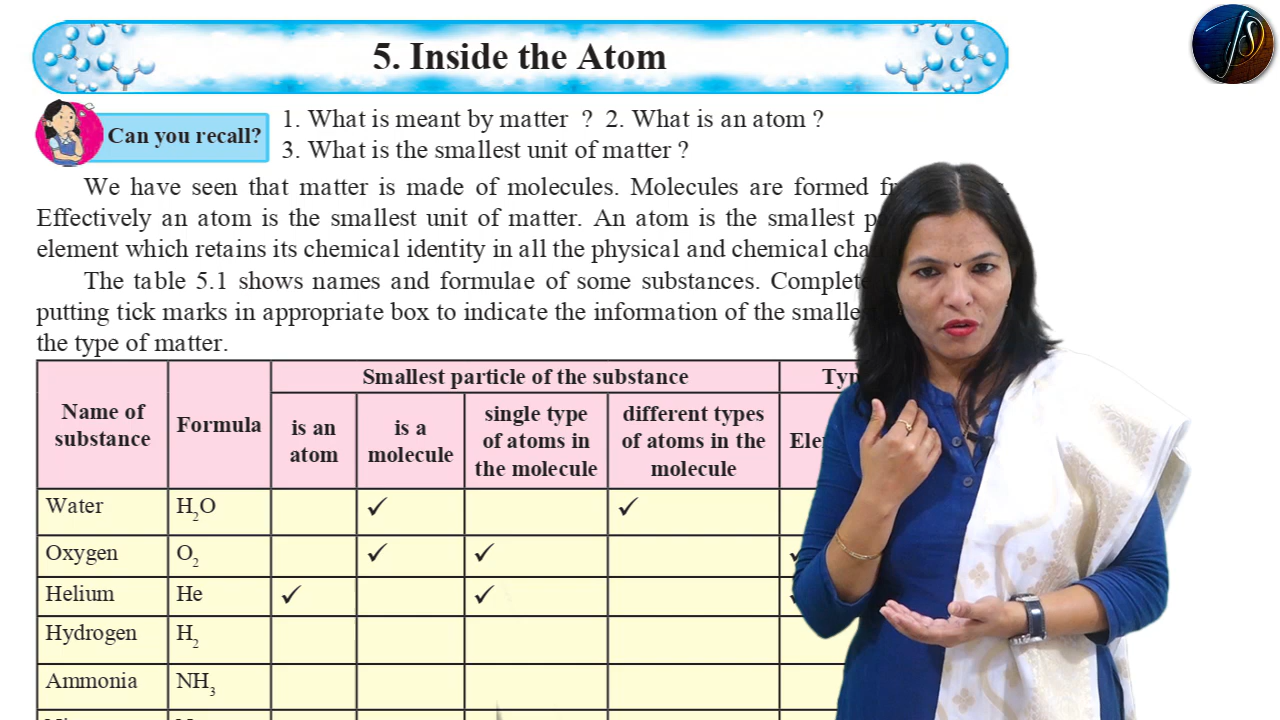 5. Inside the Atom
Can you recall?
1. What is meant by matter ? 2. What is an atom ?
3. What is the smallest unit of matter ?
We have seen that matter is made of molecules. Molecules are formed
Effectively an atom is the smallest unit of matter. An atom is the smallest
element which retains its chemical identity in all the physical and chemical
The table 5.1 shows names and formulae of some substances. Complete
putting tick marks in appropriate box to indicate the information of the
the type of matter.
Name of substance Formula Smallest particle of the substance
is an atom is a molecule single type of atoms in the molecule different types of atoms in the molecule
Water H₂O ✓ ✓
Oxygen O₂ ✓ ✓
Helium He ✓ ✓
Hydrogen H₂
Ammonia NH₃